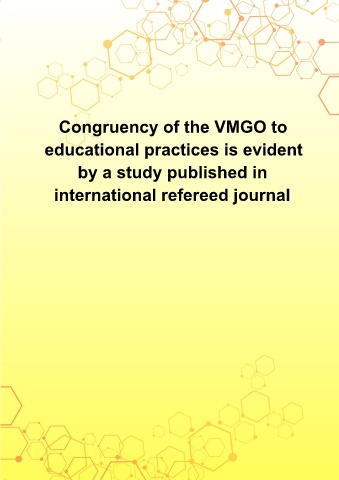 Congruency of the VMGO to
educational practices is evident
by a study published in
international refereed journal